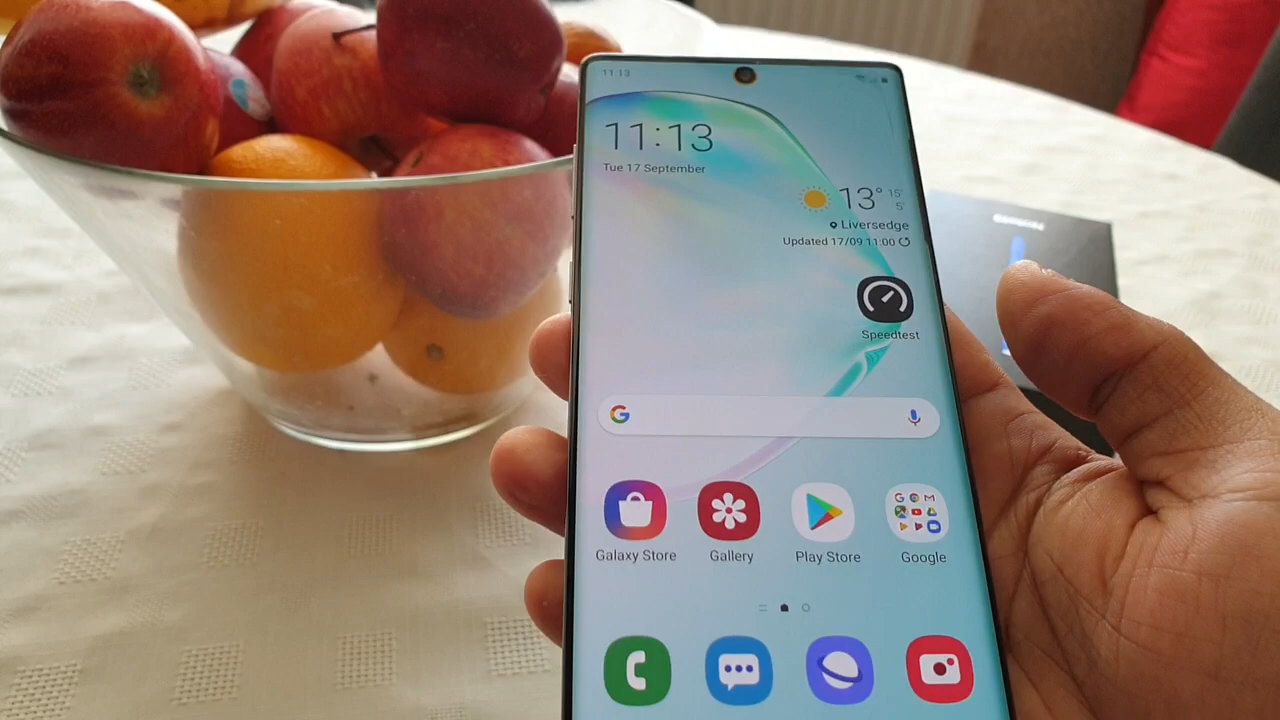 11:13
11:13
Tue 17 September
13° 15°
5°
Liversedge
Updated 17/09 11:00
Speedtest
G
Galaxy Store
Gallery
Play Store
Google